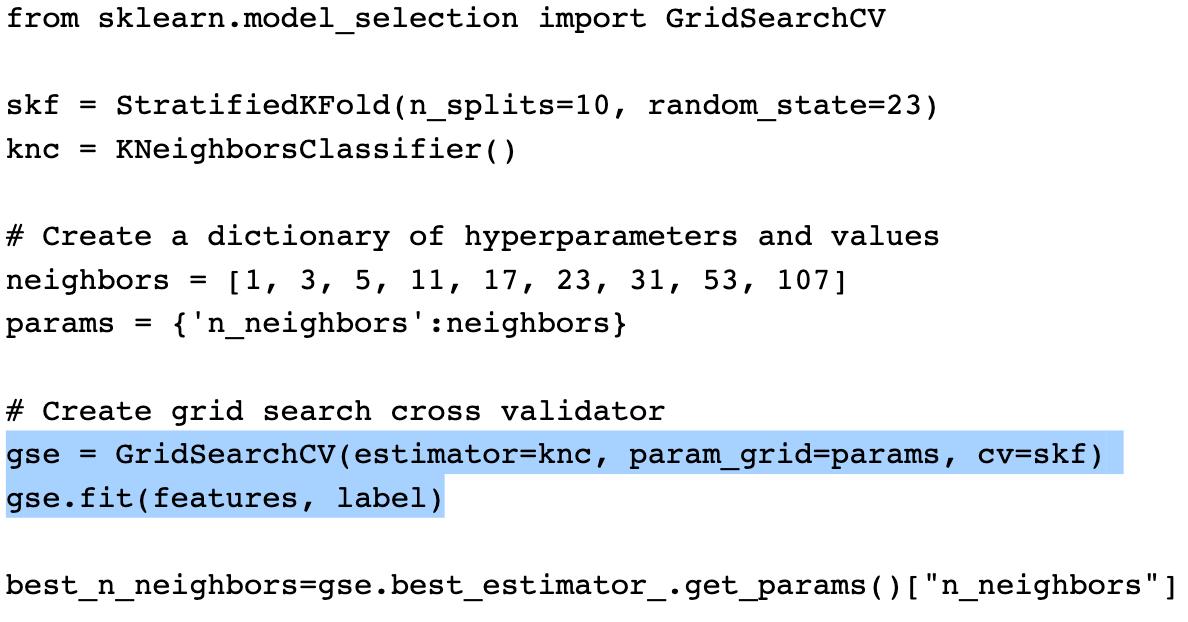 from sklearn.model_selection import GridSearchCV
skf = StratifiedKFold(n_splits=10, random_state=23)
knc = KNeighborsClassifier()
# Create a dictionary of hyperparameters and values
neighbors = [1, 3, 5, 11, 17, 23, 31, 53, 107]
params = {'n_neighbors':neighbors}
# Create grid search cross validator
gse = GridSearchCV(estimator=knc, param_grid=params, cv=skf)
gse.fit(features, label)
best_n_neighbors=gse.best_estimator_.get_params()["n_neighbors"]